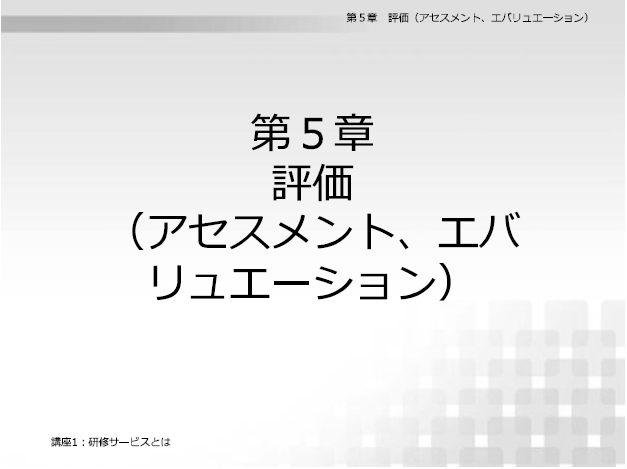 第５章　評価（アセスメント、エバリュエーション）
第５章
評価
（アセスメント、エバ
リュエーション）
講座1：研修サービスとは